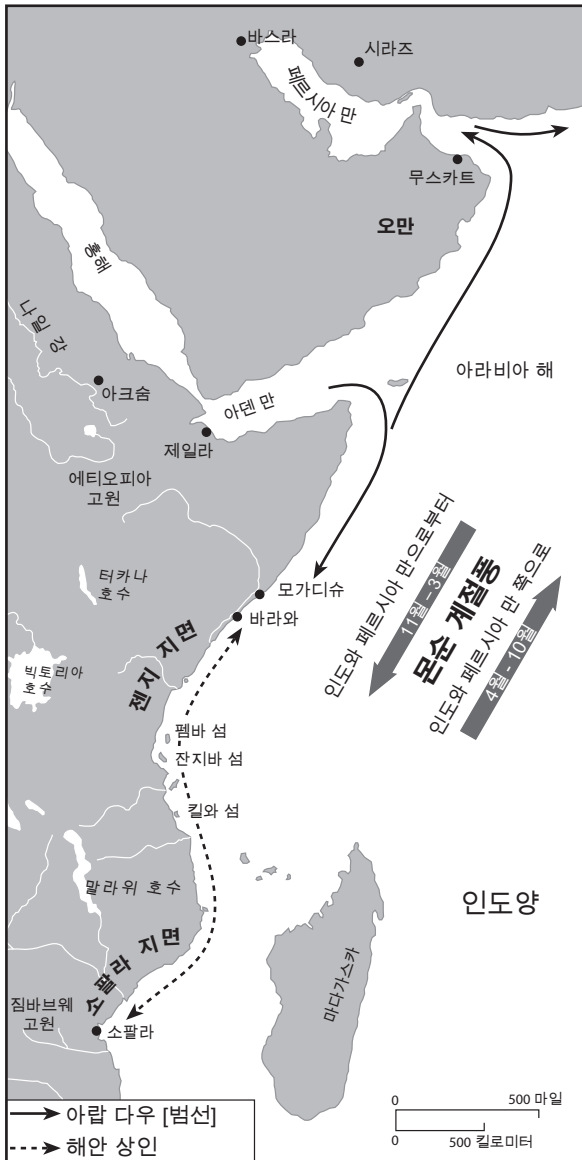 바스라
시라즈
페르시아 만
무스카트
오만
홍해
나일 강
아크숨
아라비아 해
아덴 만
제일라
에티오피아
고원
인도와 페르시아 만으로부터
11월 – 3월
몬순 계절풍
4월 - 10월
인도와 페르시아 만 쪽으로
터카나
호수
모가디슈
바라와
젠지 지면
빅토리아
호수
펨바 섬
잔지바 섬
킬와 섬
말라위 호수
인도양
소팔라 지면
마다가스카
짐바브웨
고원
소팔라
0 500 마일
0 500 킬로미터
아랍 다우 [범선]
해안 상인